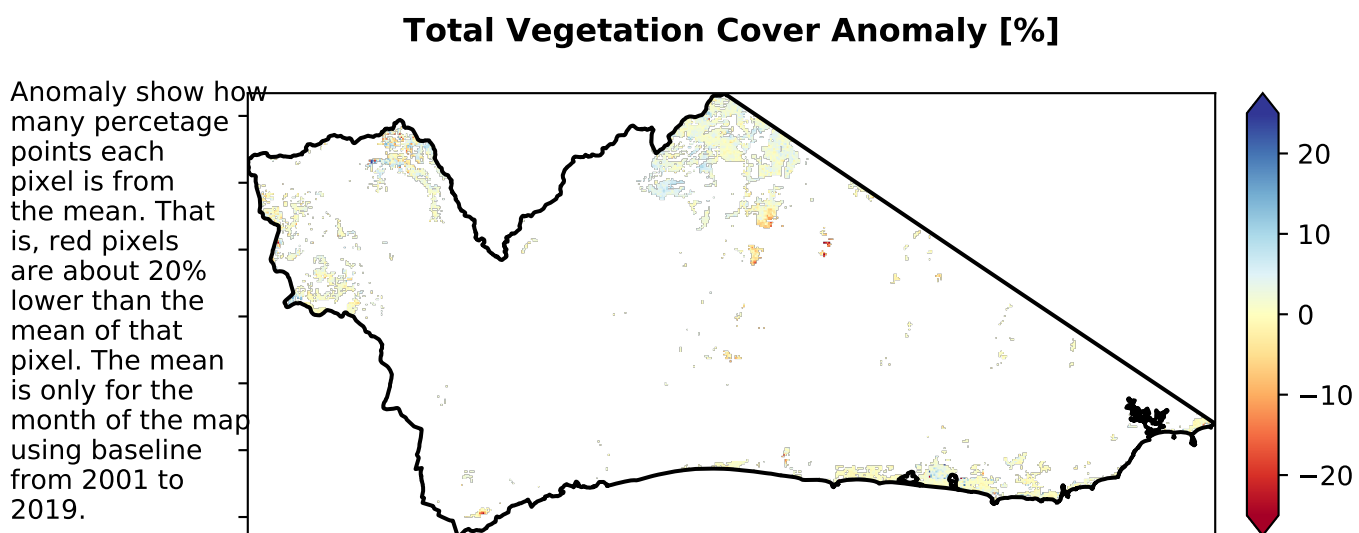 Total Vegetation Cover Anomaly [%]
Anomaly show how
many percetage
points each
pixel is from
the mean. That
is, red pixels
are about 20%
lower than the
mean of that
pixel. The mean
is only for the
month of the map
using baseline
from 2001 to
2019.
20
10
0
−10
−20